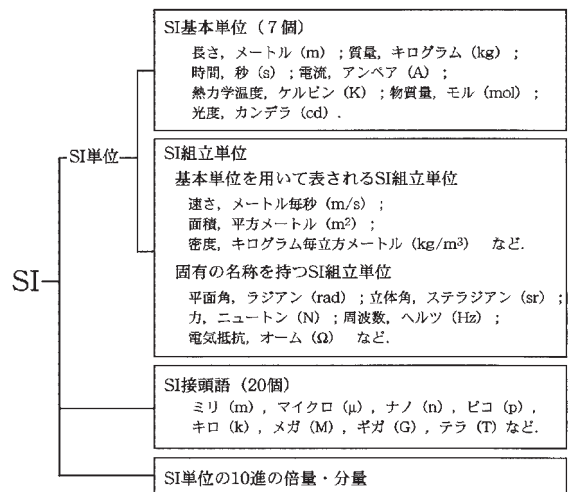 SI基本単位（7個）
長さ，メートル（m）；質量，キログラム（kg）；
時間，秒（s）；電流，アンペア（A）；
熱力学温度，ケルビン（K）；物質量，モル（mol）；
光度，カンデラ（cd）．
SI単位
SI組立単位
基本単位を用いて表されるSI組立単位
速さ，メートル毎秒（m/s）；
面積，平方メートル（m²）；
密度，キログラム毎立方メートル（kg/m³） など．
固有の名称を持つSI組立単位
平面角，ラジアン（rad）；立体角，ステラジアン（sr）；
力，ニュートン（N）；周波数，ヘルツ（Hz）；
電気抵抗，オーム（Ω） など．
SI
SI接頭語（20個）
ミリ（m），マイクロ（μ），ナノ（n），ピコ（p），
キロ（k），メガ（M），ギガ（G），テラ（T）など．
SI単位の10進の倍量・分量